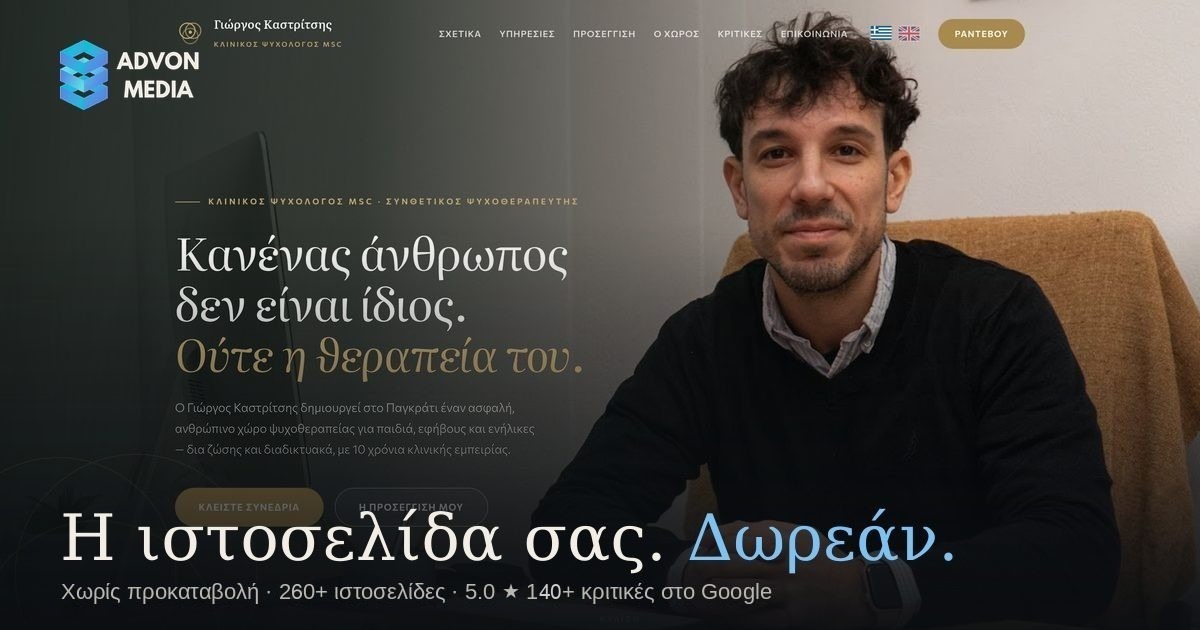 Γιώργος Καστρίτσης
ΚΛΙΝΙΚΟΣ ΨΥΧΟΛΟΓΟΣ MSC
ΣΧΕΤΙΚΑ ΥΠΗΡΕΣΙΕΣ ΠΡΟΣΕΓΓΙΣΗ Ο ΧΩΡΟΣ ΚΡΙΤΙΚΕΣ ΕΠΙΚΟΙΝΩΝΙΑ ΡΑΝΤΕΒΟΥ
ADVON
MEDIA
ΚΛΙΝΙΚΟΣ ΨΥΧΟΛΟΓΟΣ MSC · ΣΥΝΘΕΤΙΚΟΣ ΨΥΧΟΘΕΡΑΠΕΥΤΗΣ
Κανένας άνθρωπος
δεν είναι ίδιος.
Ούτε η θεραπεία του.
Ο Γιώργος Καστρίτσης δημιουργεί στο Παγκράτι έναν ασφαλή,
ανθρώπινο χώρο ψυχοθεραπείας για παιδιά, εφήβους και ενήλικες
– δια ζώσης και διαδικτυακά, με 10 χρόνια κλινικής εμπειρίας.
ΚΛΕΙΣΤΕ ΣΥΝΕΔΡΙΑ Η ΠΡΟΣΕΓΓΙΣΗ ΜΟΥ
Η ιστοσελίδα σας. Δωρεάν.
Χωρίς προκαταβολή · 260+ ιστοσελίδες · 5.0 ★ 140+ κριτικές στο Google